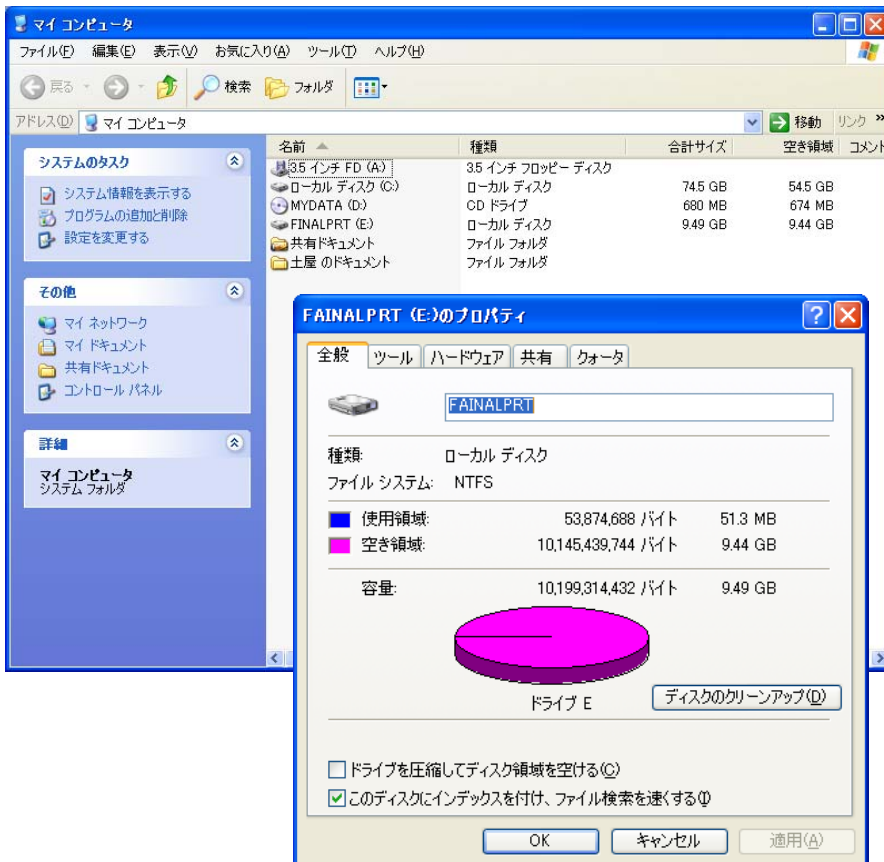 マイ コンピュータ
ファイル(F) 編集(E) 表示(V) お気に入り(A) ツール(T) ヘルプ(H)
戻る 検索 フォルダ
アドレス(D) マイ コンピュータ 移動 リンク »
システムのタスク
システム情報を表示する
プログラムの追加と削除
設定を変更する
その他
マイ ネットワーク
マイ ドキュメント
共有ドキュメント
コントロール パネル
詳細
マイ コンピュータ
システム フォルダ
名前 種類 合計サイズ 空き領域 コメント
3.5 インチ FD (A:) 3.5 インチ フロッピー ディスク
ローカル ディスク (C:) ローカル ディスク 74.5 GB 54.5 GB
MYDATA (D:) CD ドライブ 680 MB 674 MB
FINALPRT (E:) ローカル ディスク 9.49 GB 9.44 GB
共有ドキュメント ファイル フォルダ
土屋 のドキュメント ファイル フォルダ
FAINALPRT (E:)のプロパティ
全般 ツール ハードウェア 共有 クォータ
FAINALPRT
種類: ローカル ディスク
ファイル システム: NTFS
使用領域: 53,874,688 バイト 51.3 MB
空き領域: 10,145,439,744 バイト 9.44 GB
容量: 10,199,314,432 バイト 9.49 GB
ドライブ E
ディスクのクリーンアップ(D)
ドライブを圧縮してディスク領域を空ける(C)
このディスクにインデックスを付け、ファイル検索を速くする(I)
OK キャンセル 適用(A)